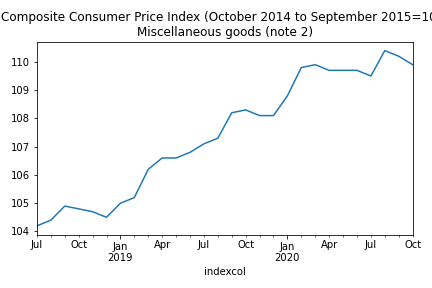 Composite Consumer Price Index (October 2014 to September 2015=10
Miscellaneous goods (note 2)
110
109
108
107
106
105
104
Jul Oct Jan Apr Jul Oct Jan Apr Jul Oct
2019 2020
indexcol